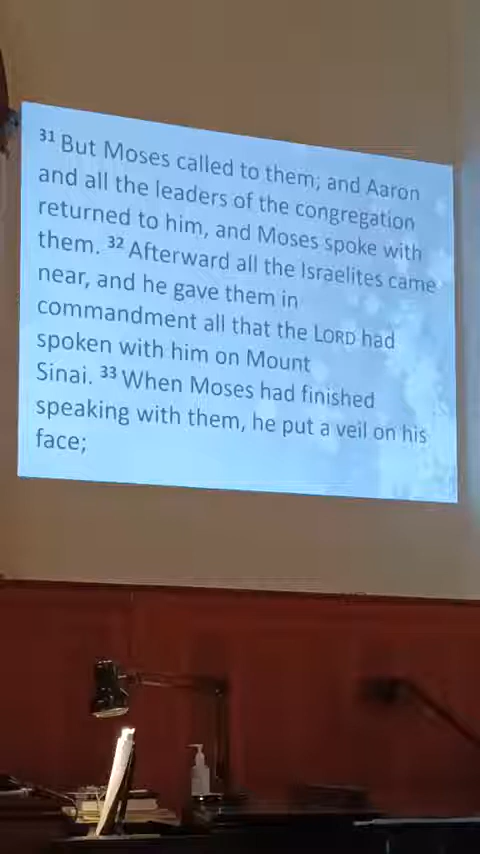 31 But Moses called to them; and Aaron
and all the leaders of the congregation
returned to him, and Moses spoke with
them. 32 Afterward all the Israelites came
near, and he gave them in
commandment all that the LORD had
spoken with him on Mount
Sinai. 33 When Moses had finished
speaking with them, he put a veil on his
face;